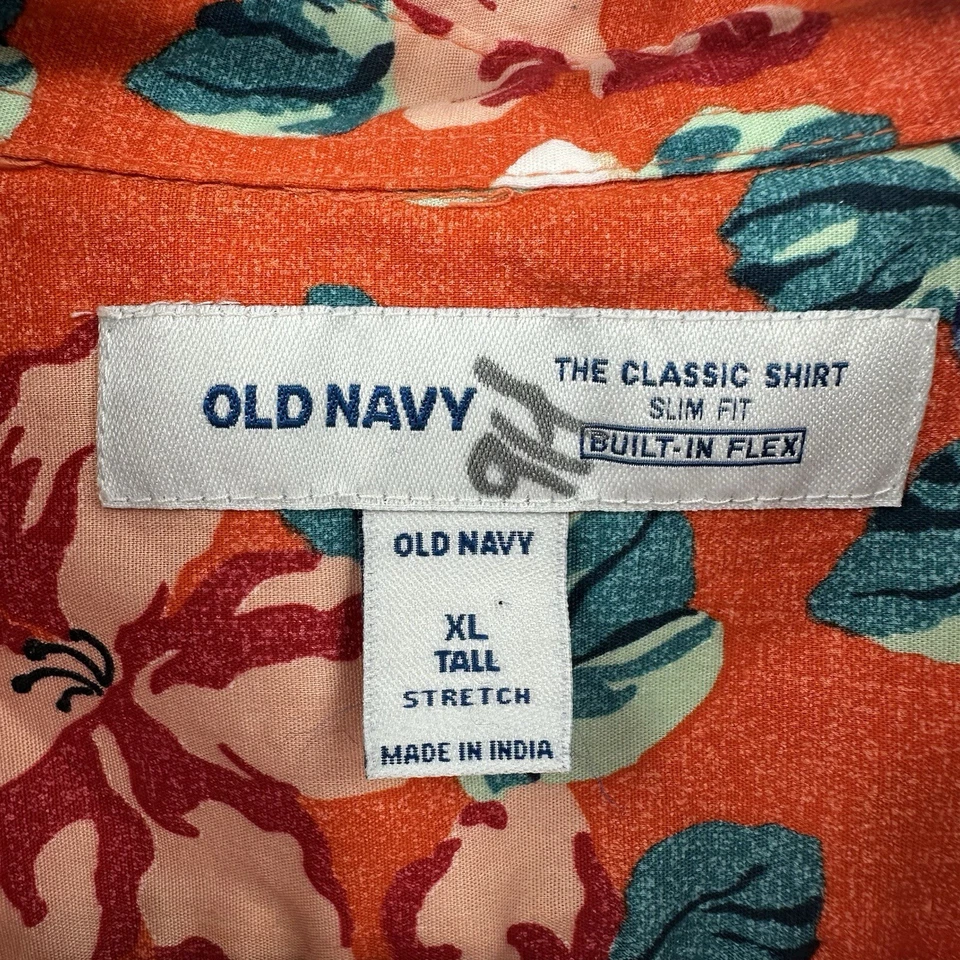 OLD NAVY
THE CLASSIC SHIRT
SLIM FIT
BUILT-IN FLEX
OLD NAVY
XL
TALL
STRETCH
MADE IN INDIA